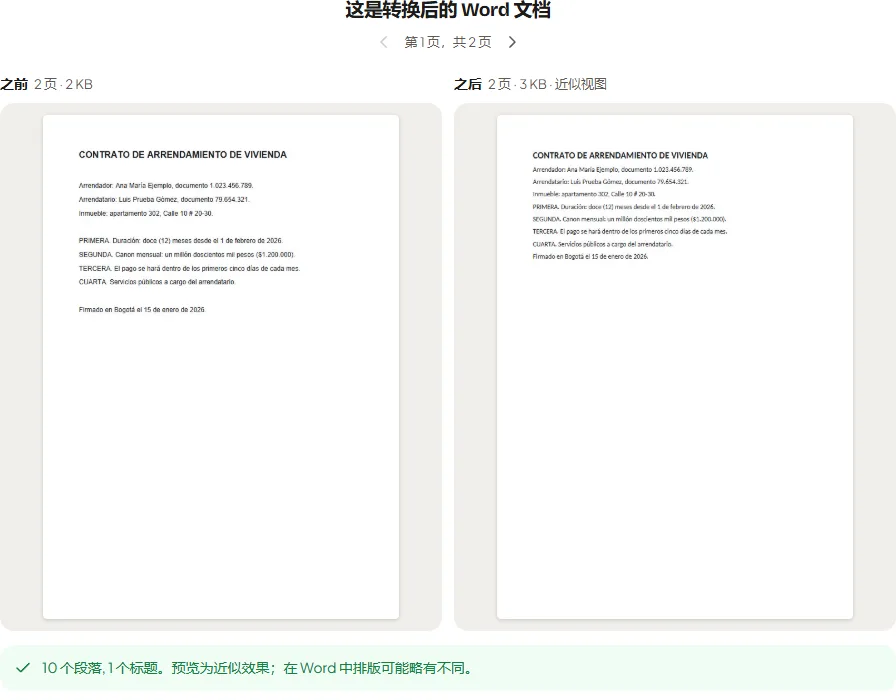 这是转换后的 Word 文档
第1页, 共2页
之前 2 页 · 2 KB
CONTRATO DE ARRENDAMIENTO DE VIVIENDA
Arrendador: Ana María Ejemplo, documento 1.023.456.789.
Arrendatario: Luis Prueba Gómez, documento 79.654.321.
Inmueble: apartamento 302, Calle 10 # 20-30.
PRIMERA. Duración: doce (12) meses desde el 1 de febrero de 2026.
SEGUNDA. Canon mensual: un millón doscientos mil pesos ($1.200.000).
TERCERA. El pago se hará dentro de los primeros cinco días de cada mes.
CUARTA. Servicios públicos a cargo del arrendatario.
Firmado en Bogotá el 15 de enero de 2026.
之后 2 页 · 3 KB · 近似视图
CONTRATO DE ARRENDAMIENTO DE VIVIENDA
Arrendador: Ana María Ejemplo, documento 1.023.456.789.
Arrendatario: Luis Prueba Gómez, documento 79.654.321.
Inmueble: apartamento 302, Calle 10 # 20-30.
PRIMERA. Duración: doce (12) meses desde el 1 de febrero de 2026.
SEGUNDA. Canon mensual: un millón doscientos mil pesos ($1.200.000).
TERCERA. El pago se hará dentro de los primeros cinco días de cada mes.
CUARTA. Servicios públicos a cargo del arrendatario.
Firmado en Bogotá el 15 de enero de 2026.
10 个段落, 1 个标题。预览为近似效果；在 Word 中排版可能略有不同。